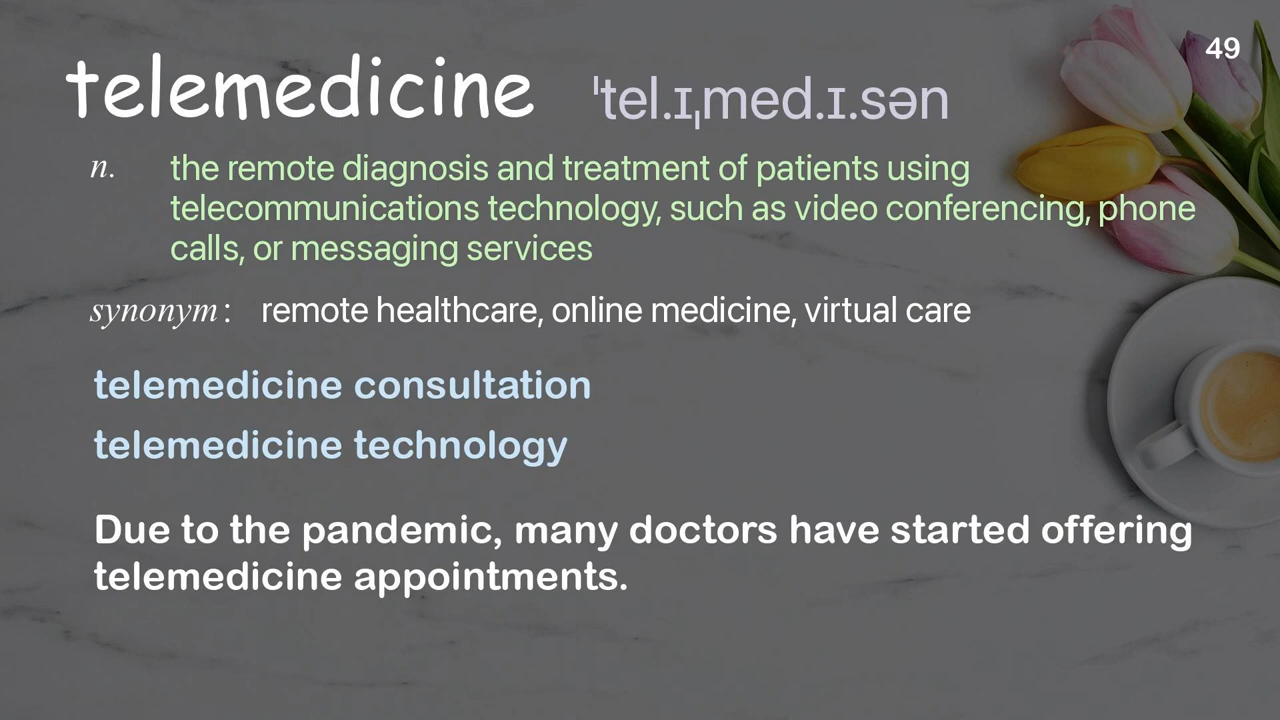 49
telemedicine ˈtel.ɪˌmed.ɪ.sən
n. the remote diagnosis and treatment of patients using
telecommunications technology, such as video conferencing, phone
calls, or messaging services
synonym: remote healthcare, online medicine, virtual care
telemedicine consultation
telemedicine technology
Due to the pandemic, many doctors have started offering
telemedicine appointments.